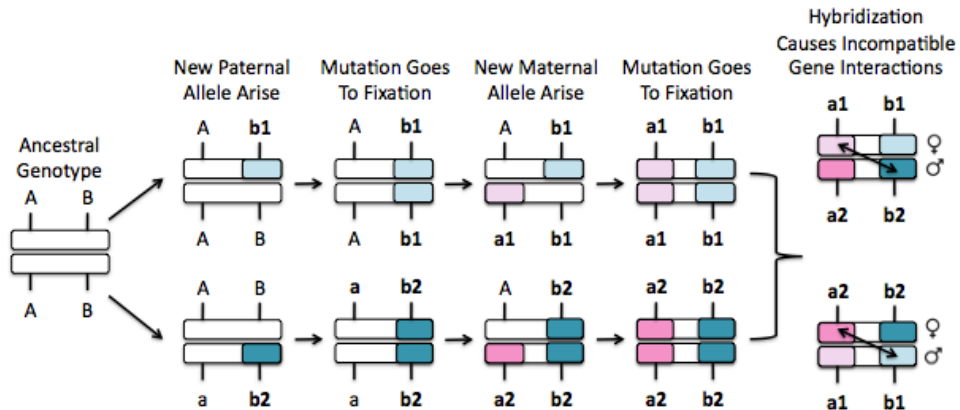 Hybridization
Causes Incompatible
Gene Interactions
New Paternal
Allele Arise
Mutation Goes
To Fixation
New Maternal
Allele Arise
Mutation Goes
To Fixation
Ancestral
Genotype
A B
A B
A b1
A B
A b1
A b1
A b1
a1 b1
a1 b1
a1 b1
a1 b1
♀
♂
a2 b2
A B
a b2
a b2
a b2
A b2
a2 b2
a2 b2
a2 b2
a2 b2
♀
♂
a1 b1